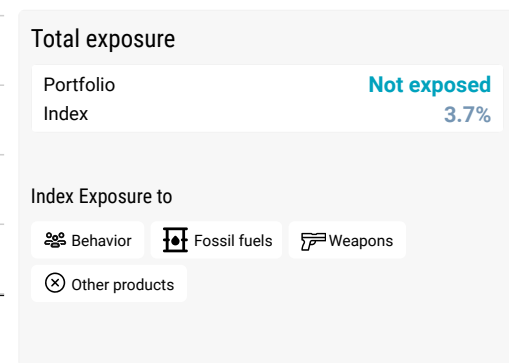 Total exposure
Portfolio Not exposed
Index 3.7%
Index Exposure to
Behavior Fossil fuels Weapons
Other products